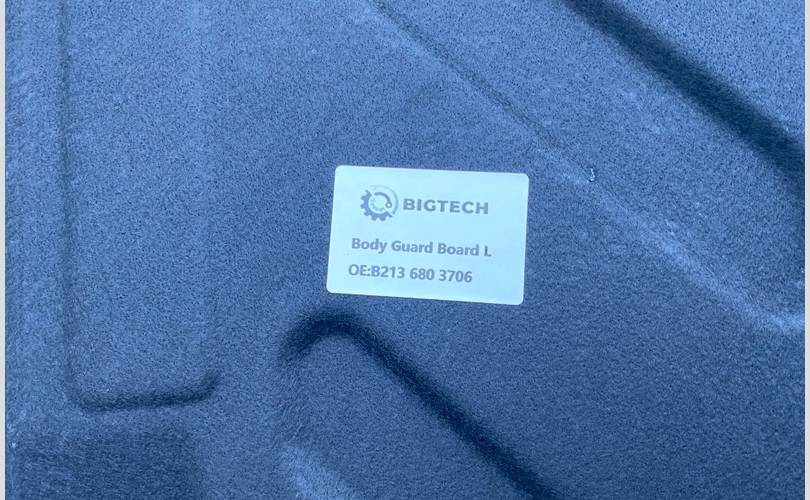 BIGTECH
Body Guard Board L
OE:B213 680 3706